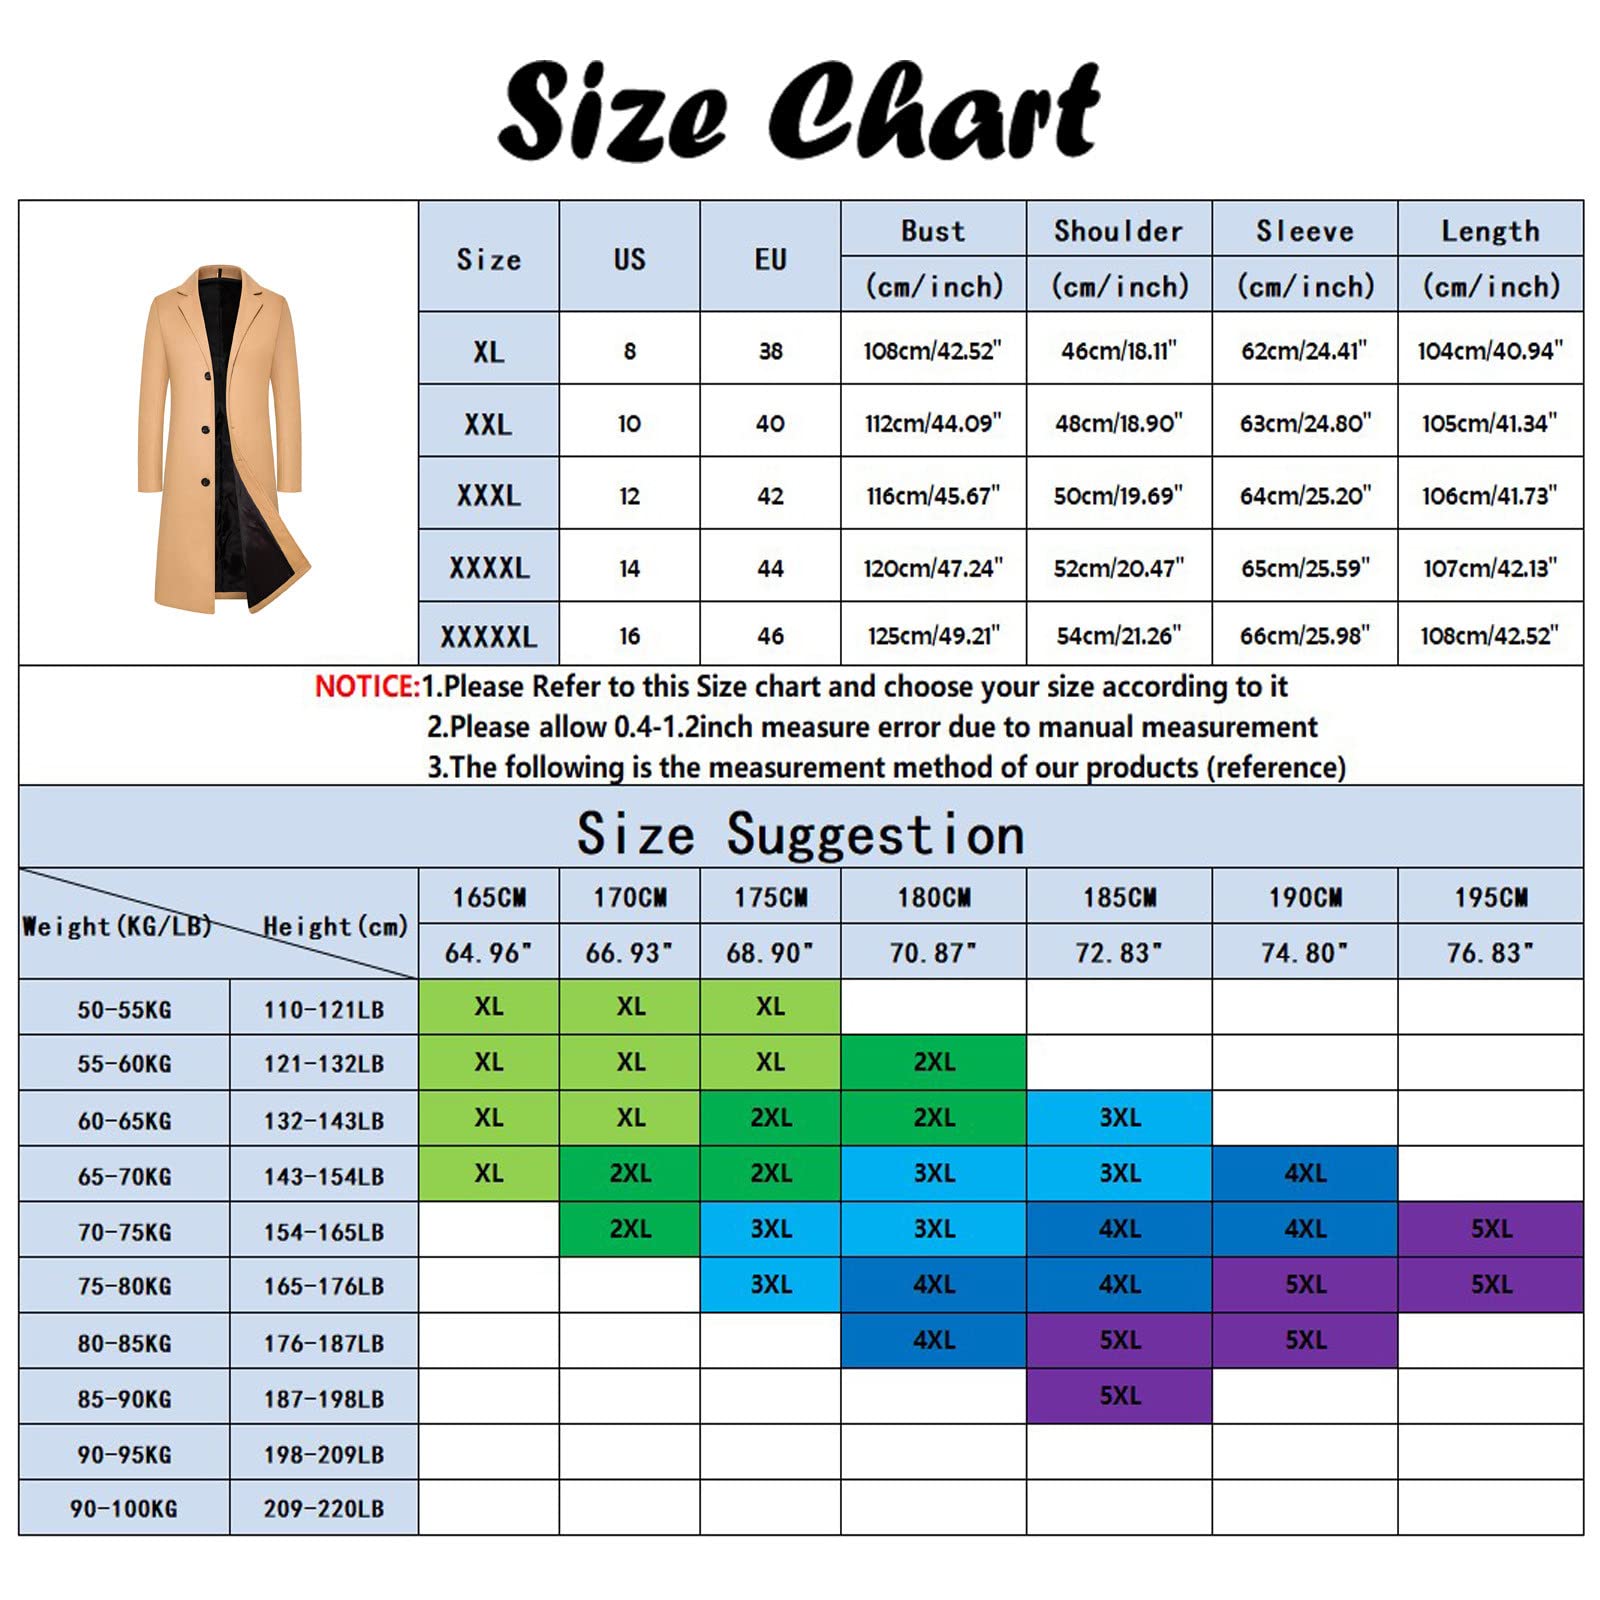 Size Chart
Size US EU Bust Shoulder Sleeve Length
(cm/inch) (cm/inch) (cm/inch) (cm/inch)
XL 8 38 108cm/42.52" 46cm/18.11" 62cm/24.41" 104cm/40.94"
XXL 10 40 112cm/44.09" 48cm/18.90" 63cm/24.80" 105cm/41.34"
XXXL 12 42 116cm/45.67" 50cm/19.69" 64cm/25.20" 106cm/41.73"
XXXXL 14 44 120cm/47.24" 52cm/20.47" 65cm/25.59" 107cm/42.13"
XXXXXL 16 46 125cm/49.21" 54cm/21.26" 66cm/25.98" 108cm/42.52"
NOTICE:1.Please Refer to this Size chart and choose your size according to it
2.Please allow 0.4-1.2inch measure error due to manual measurement
3.The following is the measurement method of our products (reference)
Size Suggestion
Weight(KG/LB) Height(cm) 165CM 170CM 175CM 180CM 185CM 190CM 195CM
64.96" 66.93" 68.90" 70.87" 72.83" 74.80" 76.83"
50-55KG 110-121LB XL XL XL
55-60KG 121-132LB XL XL XL 2XL
60-65KG 132-143LB XL XL 2XL 2XL 3XL
65-70KG 143-154LB XL 2XL 2XL 3XL 3XL 4XL
70-75KG 154-165LB 2XL 3XL 3XL 4XL 4XL 5XL
75-80KG 165-176LB 3XL 4XL 4XL 5XL 5XL
80-85KG 176-187LB 4XL 5XL 5XL
85-90KG 187-198LB 5XL
90-95KG 198-209LB
90-100KG 209-220LB